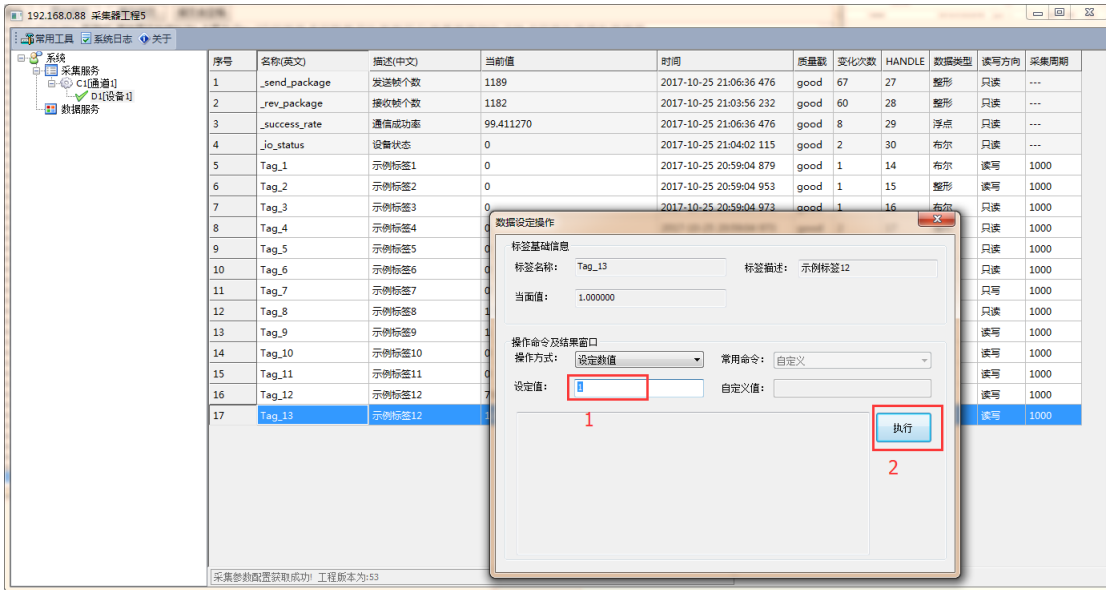 192.168.0.88 采集器工程5
常用工具 系统日志 关于
系统
采集服务
C1[通道1]
D1[设备1]
数据服务
序号 名称(英文) 描述(中文) 当前值 时间 质量戳 变化次数 HANDLE 数据类型 读写方向 采集周期
1 _send_package 发送帧个数 1189 2017-10-25 21:06:36 476 good 67 27 整形 只读 ---
2 _rev_package 接收帧个数 1182 2017-10-25 21:03:56 232 good 60 28 整形 只读 ---
3 _success_rate 通信成功率 99.411270 2017-10-25 21:06:36 476 good 8 29 浮点 只读 ---
4 _io_status 设备状态 0 2017-10-25 21:04:02 115 good 2 30 布尔 只读 ---
5 Tag_1 示例标签1 0 2017-10-25 20:59:04 879 good 1 14 布尔 读写 1000
6 Tag_2 示例标签2 0 2017-10-25 20:59:04 953 good 1 15 整形 读写 1000
7 Tag_3 示例标签3 0 2017-10-25 20:59:04 973 good 1 16 布尔 只读 1000
8 Tag_4 示例标签4 0 只读 1000
9 Tag_5 示例标签5 0 只读 1000
10 Tag_6 示例标签6 0 只读 1000
11 Tag_7 示例标签7 0 只写 1000
12 Tag_8 示例标签8 1 只读 1000
13 Tag_9 示例标签9 1 读写 1000
14 Tag_10 示例标签10 0 读写 1000
15 Tag_11 示例标签11 0 读写 1000
16 Tag_12 示例标签12 7 读写 1000
17 Tag_13 示例标签12 1 读写 1000
数据设定操作
标签基础信息
标签名称: Tag_13 标签描述: 示例标签12
当面值: 1.000000
操作命令及结果窗口
操作方式: 设定数值 常用命令: 自定义
设定值: 1 自定义值:
1
执行
2
采集参数配置获取成功! 工程版本为:53